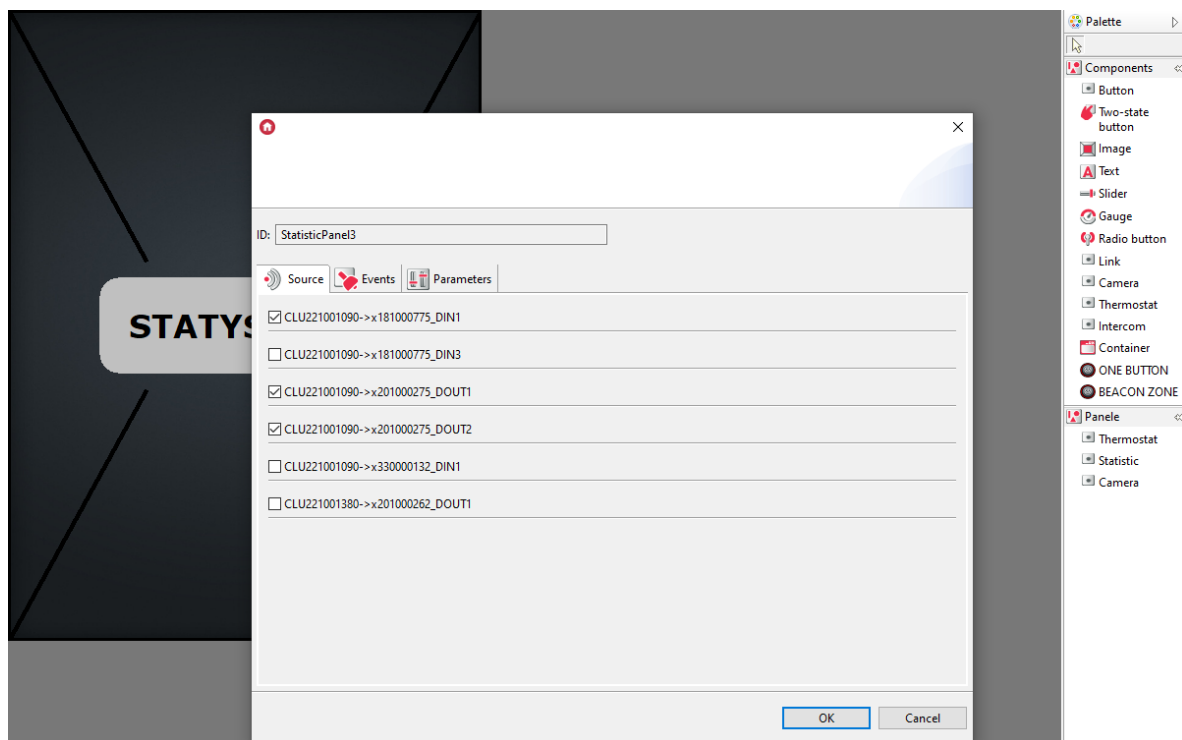 STATYS
ID: StatisticPanel3
Source Events Parameters
CLU221001090->x181000775_DIN1
CLU221001090->x181000775_DIN3
CLU221001090->x201000275_DOUT1
CLU221001090->x201000275_DOUT2
CLU221001090->x330000132_DIN1
CLU221001380->x201000262_DOUT1
OK Cancel
Palette
Components
Button
Two-state
button
Image
Text
Slider
Gauge
Radio button
Link
Camera
Thermostat
Intercom
Container
ONE BUTTON
BEACON ZONE
Panele
Thermostat
Statistic
Camera